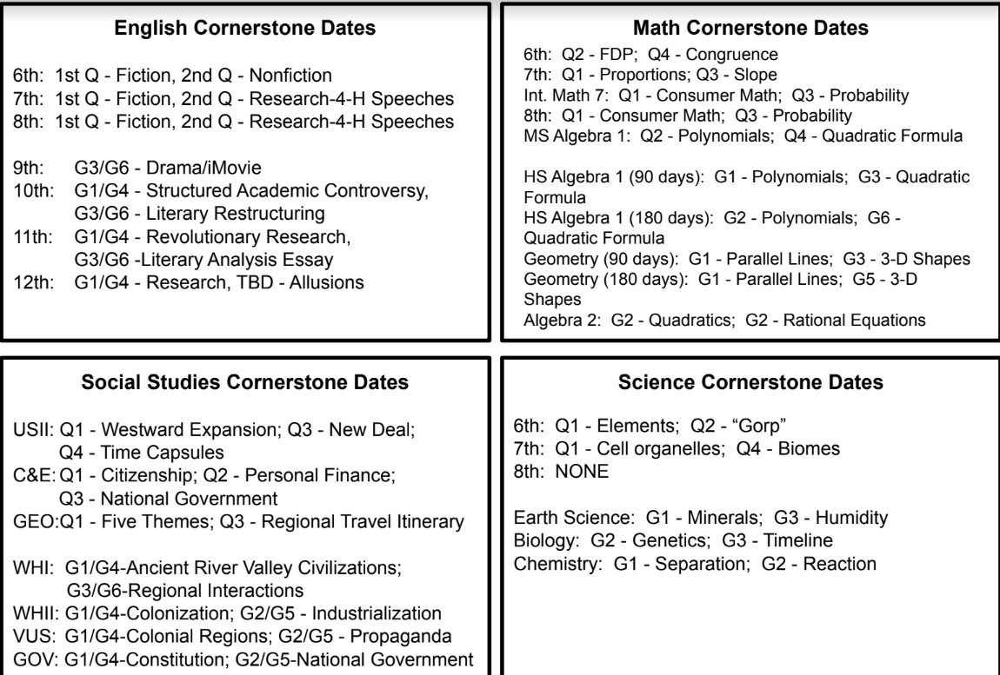 English Cornerstone Dates
6th: 1st Q - Fiction, 2nd Q - Nonfiction
7th: 1st Q - Fiction, 2nd Q - Research-4-H Speeches
8th: 1st Q - Fiction, 2nd Q - Research-4-H Speeches
9th: G3/G6 - Drama/iMovie
10th: G1/G4 - Structured Academic Controversy,
G3/G6 - Literary Restructuring
11th: G1/G4 - Revolutionary Research,
G3/G6 -Literary Analysis Essay
12th: G1/G4 - Research, TBD - Allusions
Math Cornerstone Dates
6th: Q2 - FDP; Q4 - Congruence
7th: Q1 - Proportions; Q3 - Slope
Int. Math 7: Q1 - Consumer Math; Q3 - Probability
8th: Q1 - Consumer Math; Q3 - Probability
MS Algebra 1: Q2 - Polynomials; Q4 - Quadratic Formula
HS Algebra 1 (90 days): G1 - Polynomials; G3 - Quadratic
Formula
HS Algebra 1 (180 days): G2 - Polynomials; G6 -
Quadratic Formula
Geometry (90 days): G1 - Parallel Lines; G3 - 3-D Shapes
Geometry (180 days): G1 - Parallel Lines; G5 - 3-D
Shapes
Algebra 2: G2 - Quadratics; G2 - Rational Equations
Social Studies Cornerstone Dates
USII: Q1 - Westward Expansion; Q3 - New Deal;
Q4 - Time Capsules
C&E: Q1 - Citizenship; Q2 - Personal Finance;
Q3 - National Government
GEO:Q1 - Five Themes; Q3 - Regional Travel Itinerary
WHI: G1/G4-Ancient River Valley Civilizations;
G3/G6-Regional Interactions
WHII: G1/G4-Colonization; G2/G5 - Industrialization
VUS: G1/G4-Colonial Regions; G2/G5 - Propaganda
GOV: G1/G4-Constitution; G2/G5-National Government
Science Cornerstone Dates
6th: Q1 - Elements; Q2 - “Gorp”
7th: Q1 - Cell organelles; Q4 - Biomes
8th: NONE
Earth Science: G1 - Minerals; G3 - Humidity
Biology: G2 - Genetics; G3 - Timeline
Chemistry: G1 - Separation; G2 - Reaction